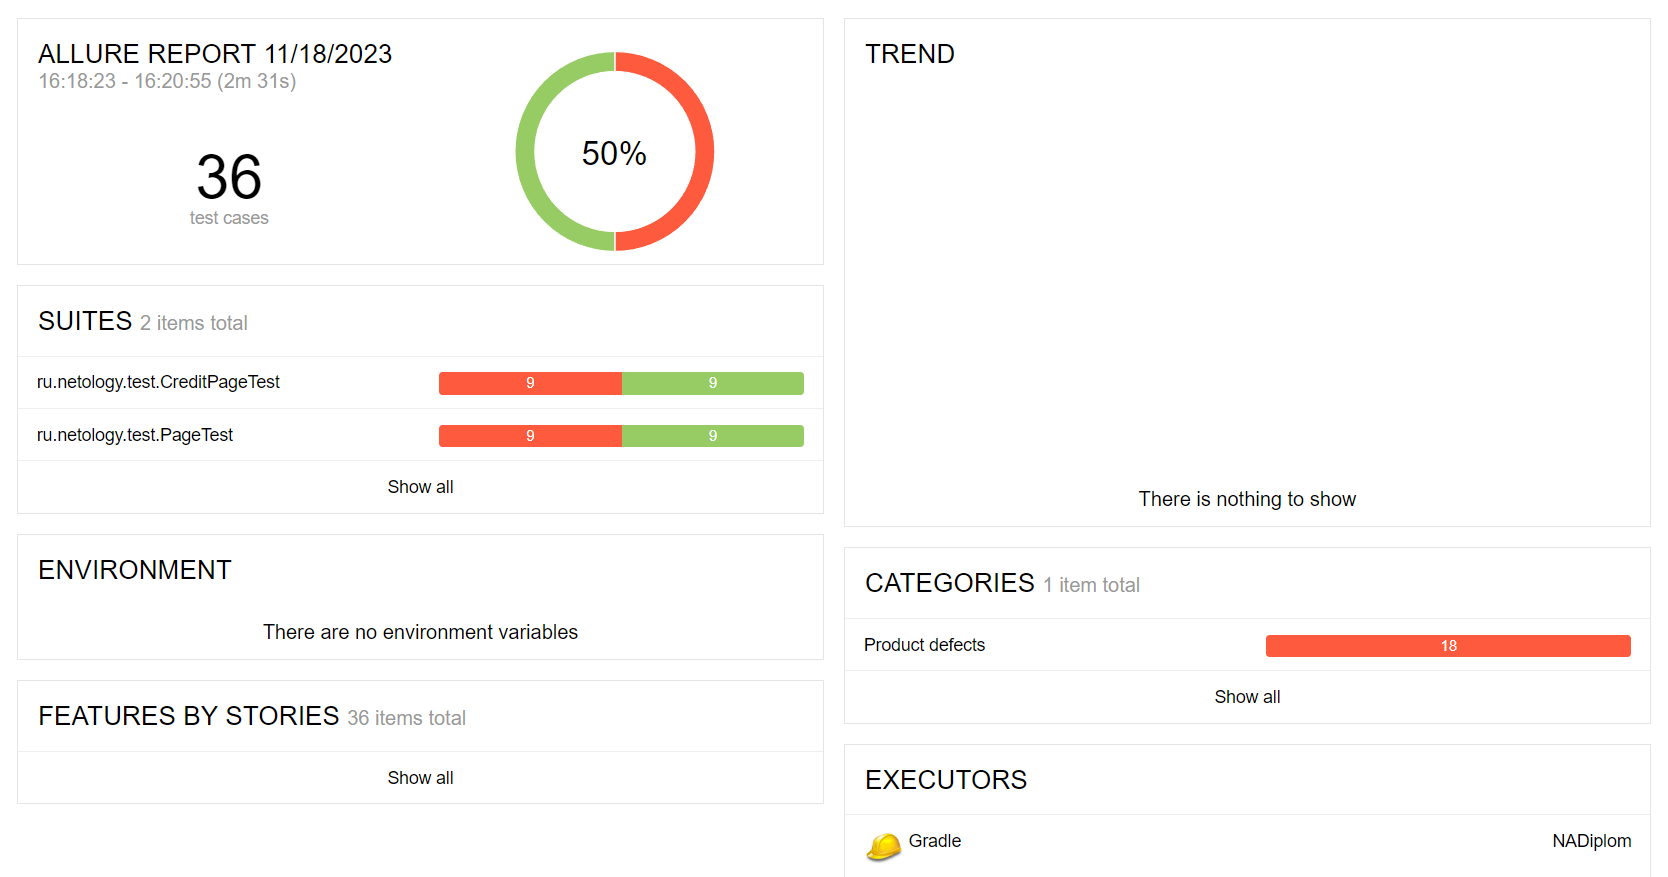 ALLURE REPORT 11/18/2023
16:18:23 - 16:20:55 (2m 31s)
36
test cases
50%
SUITES 2 items total
ru.netology.test.CreditPageTest 9 9
ru.netology.test.PageTest 9 9
Show all
ENVIRONMENT
There are no environment variables
FEATURES BY STORIES 36 items total
Show all
TREND
There is nothing to show
CATEGORIES 1 item total
Product defects 18
Show all
EXECUTORS
Gradle NADiplom